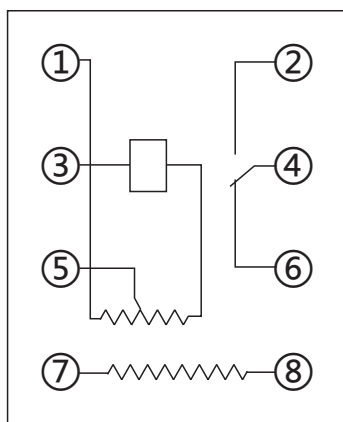 ① ②
③ ④
⑤ ⑥
⑦ ⑧